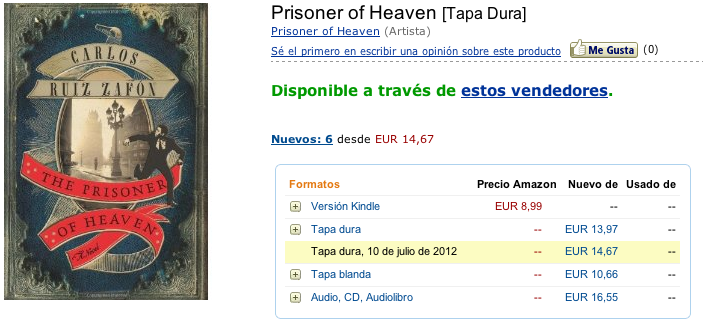 CARLOS
RUIZ ZAFÓN
THE PRISONER
OF HEAVEN
A Novel
Prisoner of Heaven [Tapa Dura]
Prisoner of Heaven (Artista)
Sé el primero en escribir una opinión sobre este producto Me Gusta (0)
Disponible a través de estos vendedores.
Nuevos: 6 desde EUR 14,67
Formatos Precio Amazon Nuevo de Usado de
Versión Kindle EUR 8,99 -- --
Tapa dura -- EUR 13,97 --
Tapa dura, 10 de julio de 2012 -- EUR 14,67 --
Tapa blanda -- EUR 10,66 --
Audio, CD, Audiolibro -- EUR 16,55 --